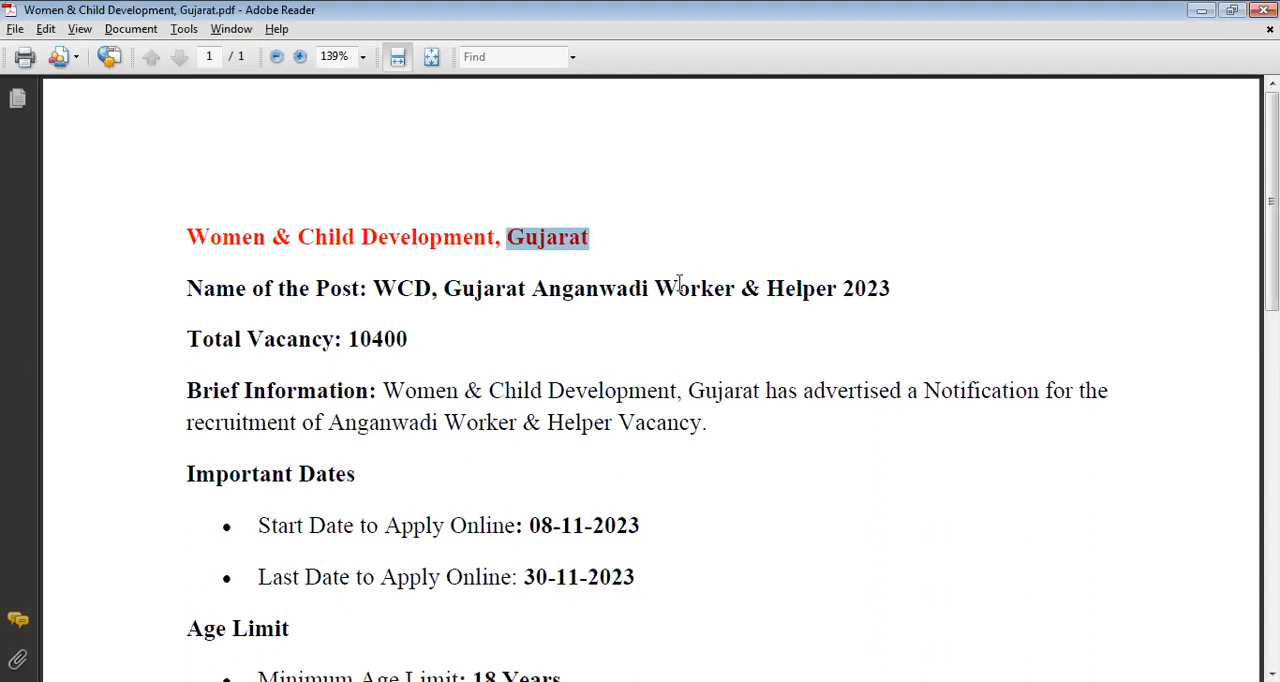 Women & Child Development, Gujarat.pdf - Adobe Reader
File Edit View Document Tools Window Help
1 / 1 139% Find
Women & Child Development, Gujarat
Name of the Post: WCD, Gujarat Anganwadi Worker & Helper 2023
Total Vacancy: 10400
Brief Information: Women & Child Development, Gujarat has advertised a Notification for the
recruitment of Anganwadi Worker & Helper Vacancy.
Important Dates
• Start Date to Apply Online: 08-11-2023
• Last Date to Apply Online: 30-11-2023
Age Limit
• Minimum Age Limit: 18 Years